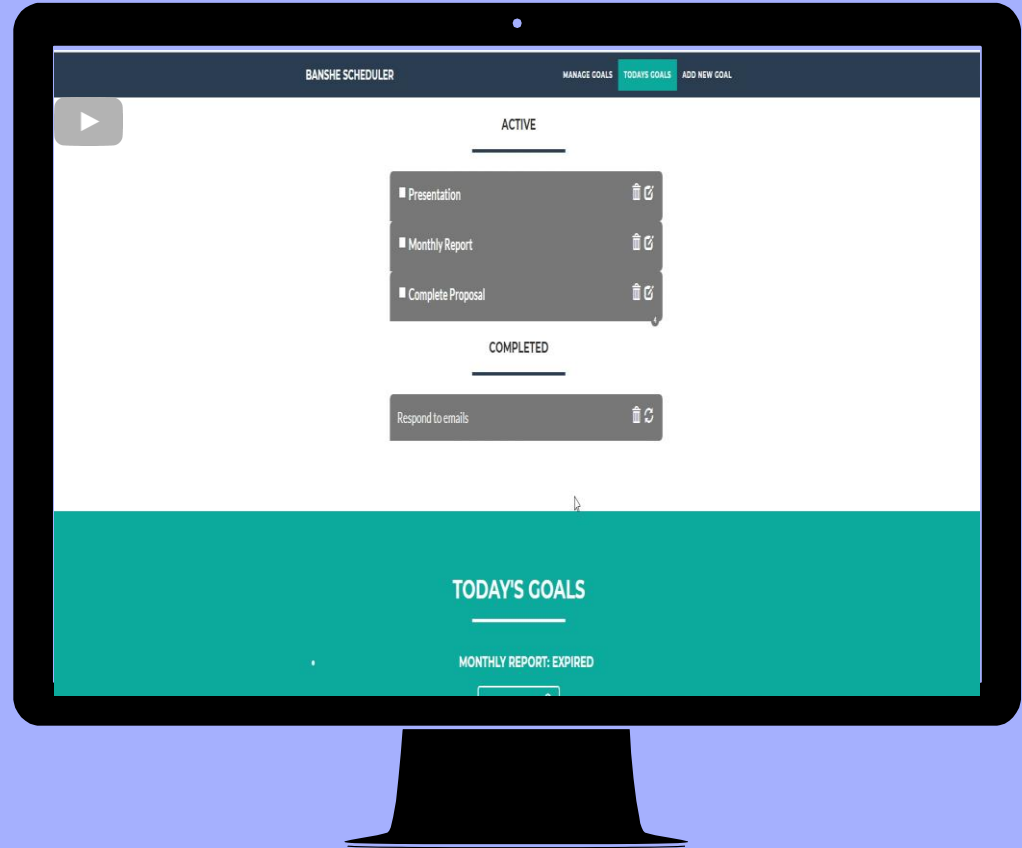 BANSHE SCHEDULER
MANAGE GOALS TODAYS GOALS ADD NEW GOAL
ACTIVE
Presentation
Monthly Report
Complete Proposal
4
COMPLETED
Respond to emails
TODAY'S GOALS
MONTHLY REPORT: EXPIRED